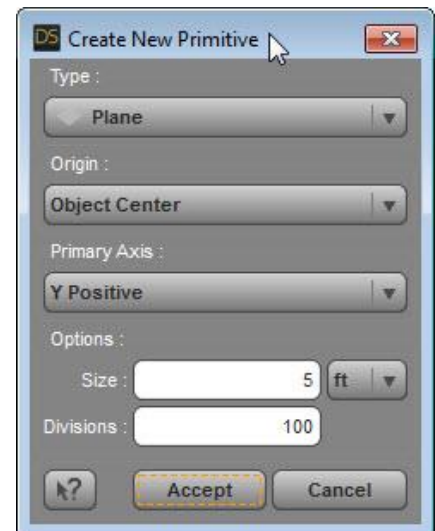 DS Create New Primitive
Type :
Plane
Origin :
Object Center
Primary Axis :
Y Positive
Options :
Size : 5 ft
Divisions : 100
? Accept Cancel